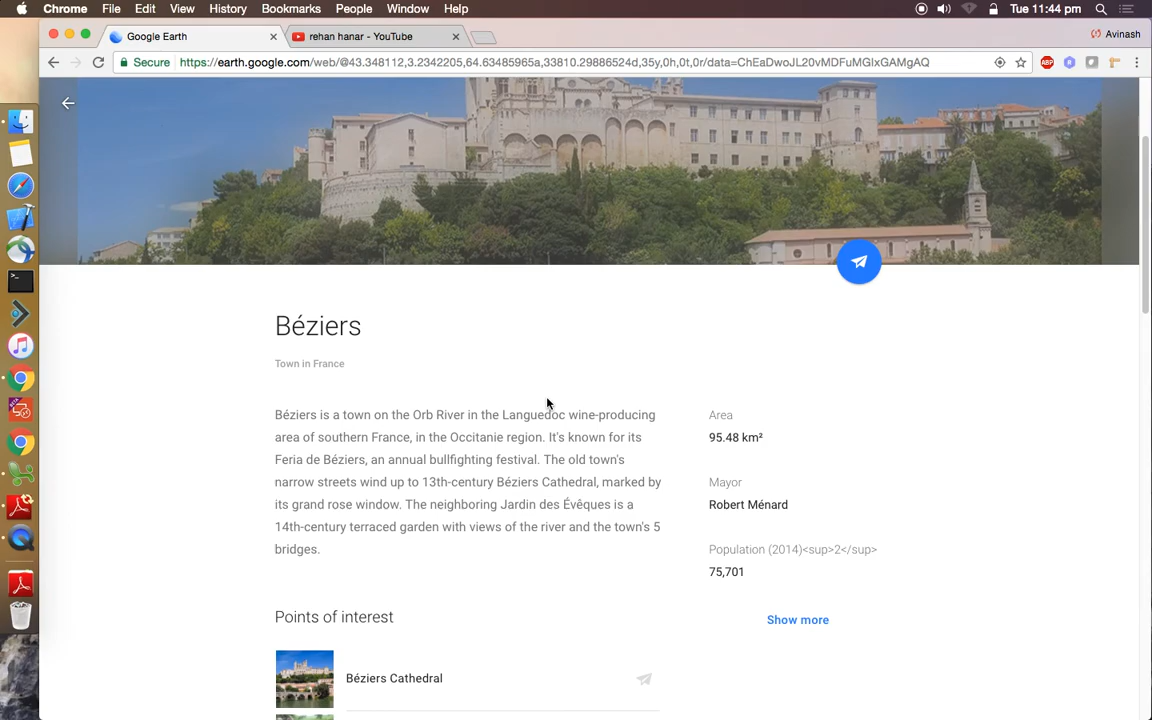 Chrome File Edit View History Bookmarks People Window Help Tue 11:44 pm
Google Earth rehan hanar - YouTube Avinash
Secure https://earth.google.com/web/@43.348112,3.2342205,64.63485965a,33810.29886524d,35y,0h,0t,0r/data=ChEaDwoJL20vMDFuMGIxGAMgAQ ABP
Béziers
Town in France
Béziers is a town on the Orb River in the Languedoc wine-producing
area of southern France, in the Occitanie region. It's known for its
Feria de Béziers, an annual bullfighting festival. The old town's
narrow streets wind up to 13th-century Béziers Cathedral, marked by
its grand rose window. The neighboring Jardin des Évêques is a
14th-century terraced garden with views of the river and the town's 5
bridges.
Area
95.48 km²
Mayor
Robert Ménard
Population (2014)<sup>2</sup>
75,701
Show more
Points of interest
Béziers Cathedral